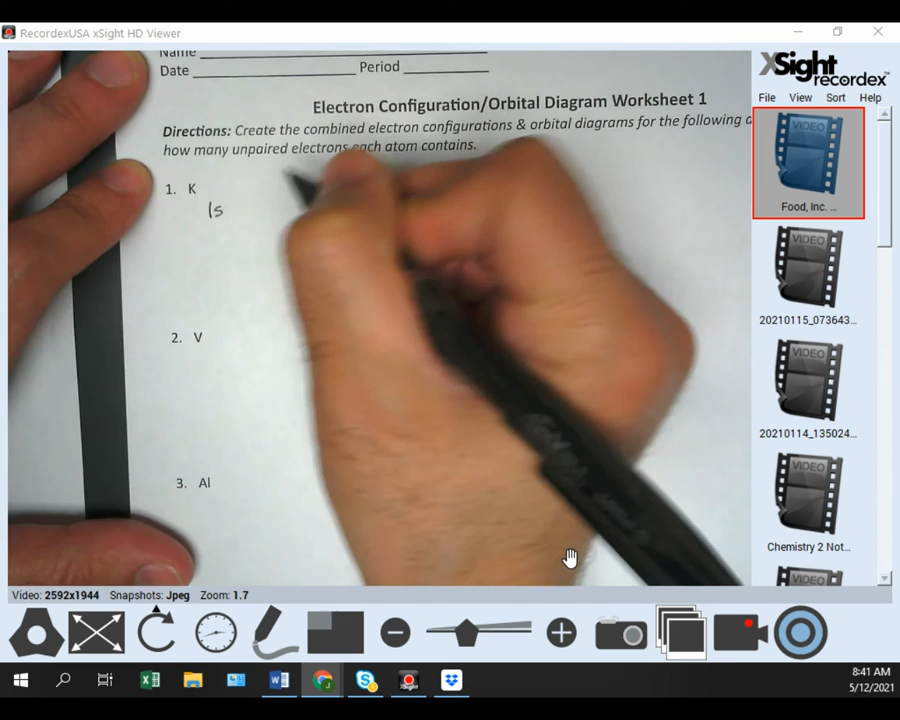 RecordexUSA xSight HD Viewer
Name
Date Period
Electron Configuration/Orbital Diagram Worksheet 1
Directions: Create the combined electron configurations & orbital diagrams for the following
how many unpaired electrons each atom contains.
1. K
1s
2. V
3. Al
XSight
recordex™
File View Sort Help
VIDEO
Food, Inc. ...
VIDEO
20210115_073643...
VIDEO
20210114_135024...
VIDEO
Chemistry 2 Not...
VIDEO
Video: 2592x1944 Snapshots: Jpeg Zoom: 1.7
8:41 AM
5/12/2021